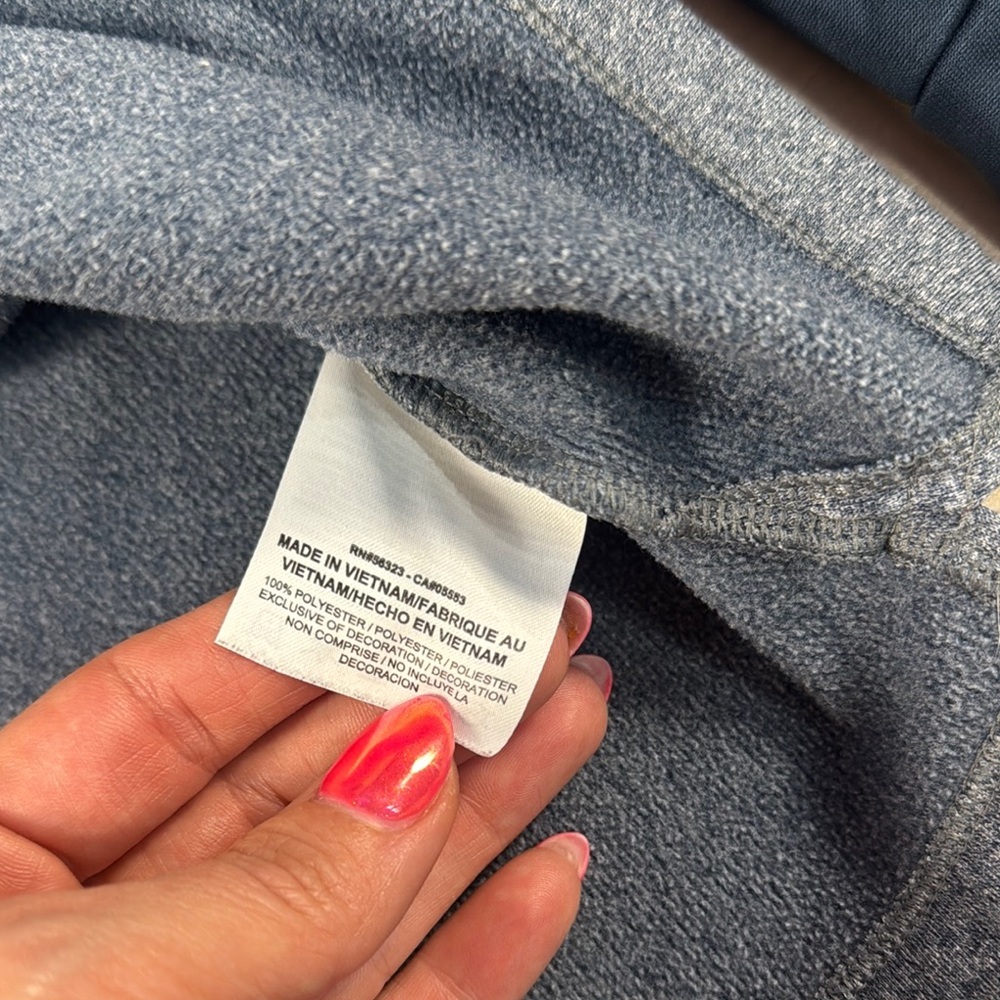 RN#56323 - CA#05553
MADE IN VIETNAM/FABRIQUE AU
VIETNAM/HECHO EN VIETNAM
100% POLYESTER / POLYESTER / POLIESTER
EXCLUSIVE OF DECORATION / DECORATION
NON COMPRISE / NO INCLUYE LA
DECORACION